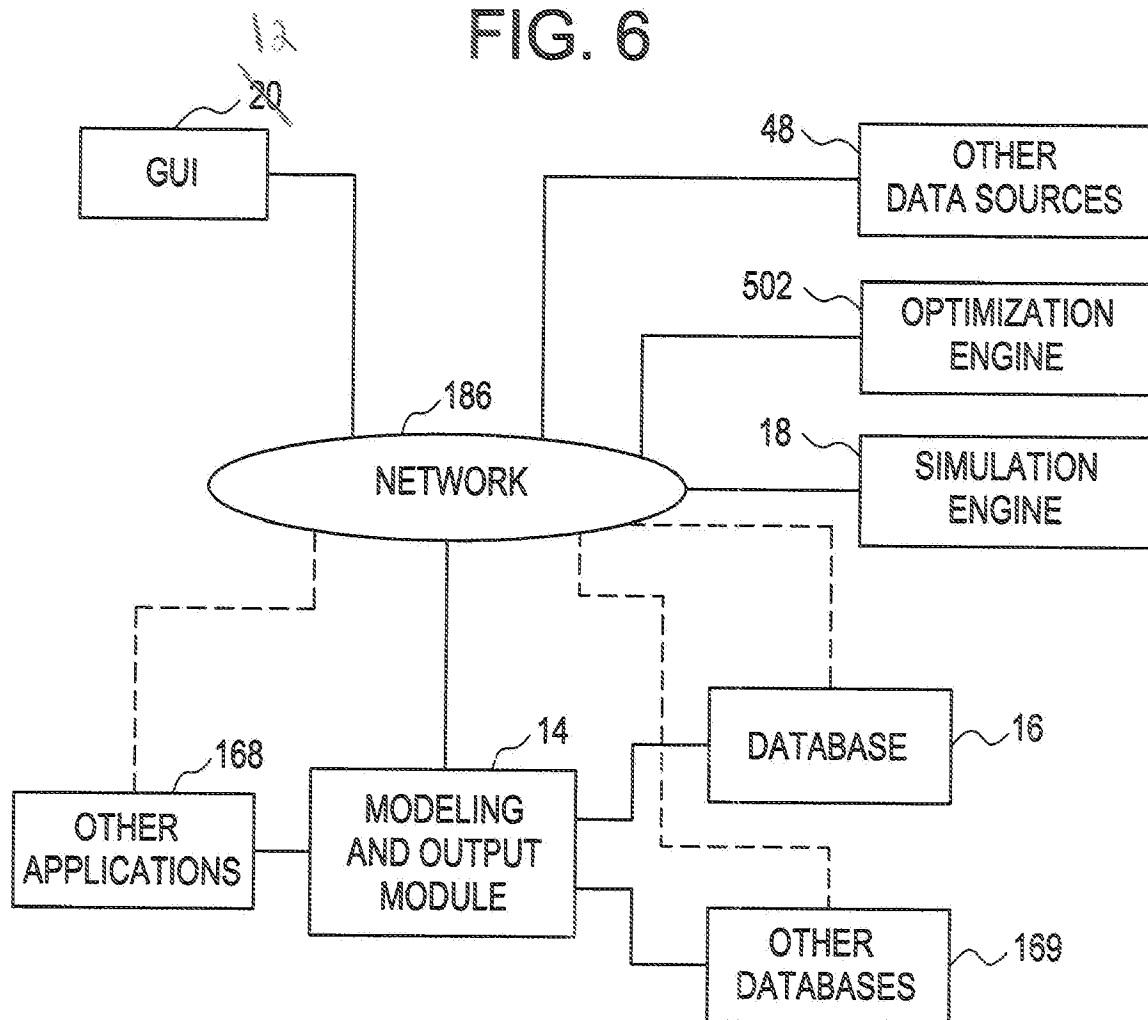 FIG. 6
12
20
GUI
48
OTHER
DATA SOURCES
502
OPTIMIZATION
ENGINE
186
NETWORK
18
SIMULATION
ENGINE
168
OTHER
APPLICATIONS
14
MODELING
AND OUTPUT
MODULE
DATABASE
16
OTHER
DATABASES
169